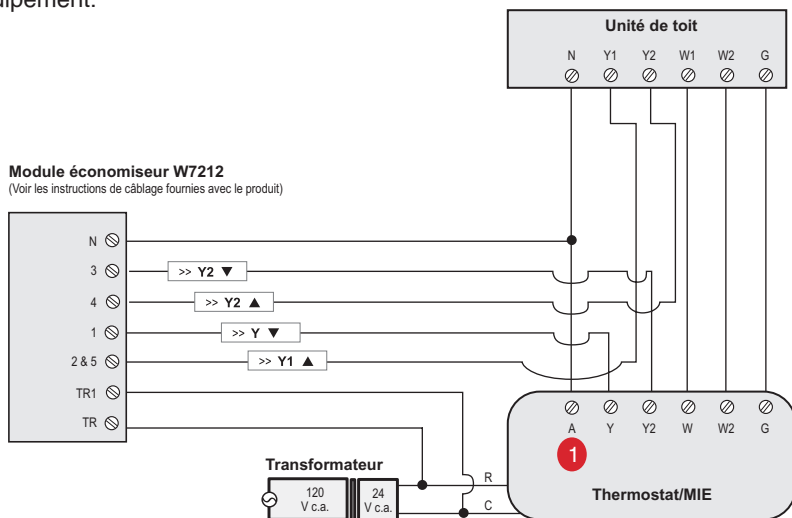 uipement.
Unité de toit
N Y1 Y2 W1 W2 G
Module économiseur W7212
(Voir les instructions de câblage fournies avec le produit)
N
3 >> Y2 ▼
4 >> Y2 ▲
1 >> Y ▼
2 & 5 >> Y1 ▲
TR1
TR
A Y Y2 W W2 G
1
Transformateur
120
V c.a.
24
V c.a.
R
C
Thermostat/MIE